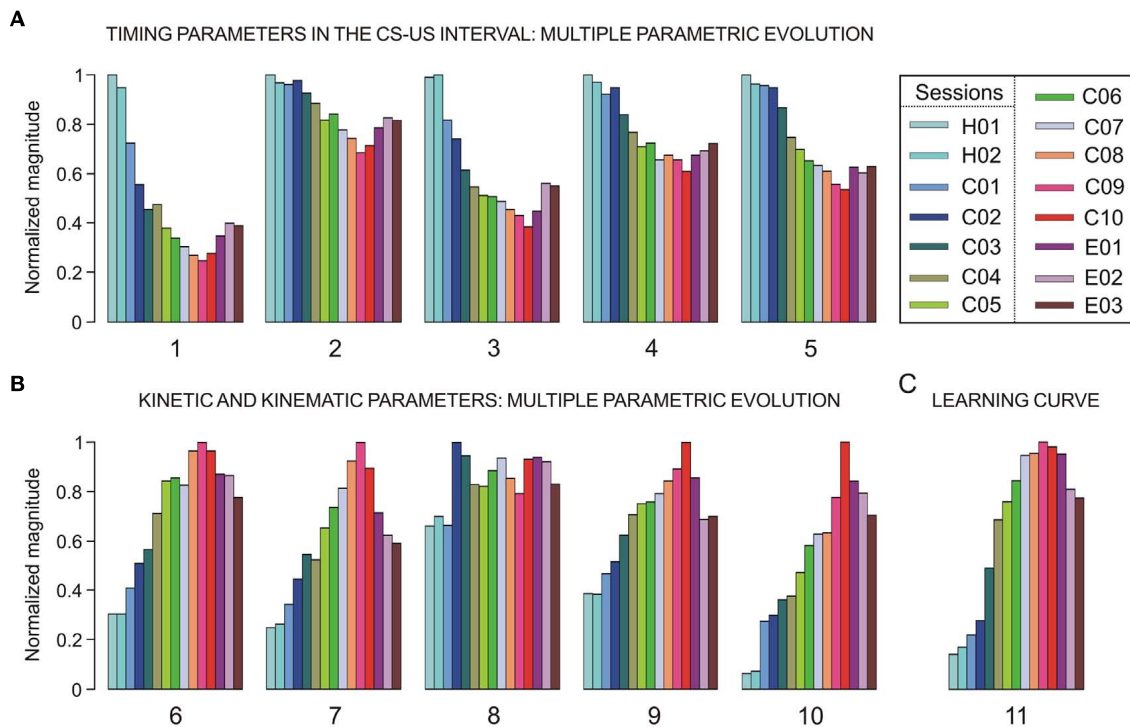 A
TIMING PARAMETERS IN THE CS-US INTERVAL: MULTIPLE PARAMETRIC EVOLUTION
Normalized magnitude
1
0.8
0.6
0.4
0.2
0
1 2 3 4 5
Sessions
H01
H02
C01
C02
C03
C04
C05
C06
C07
C08
C09
C10
E01
E02
E03
B
KINETIC AND KINEMATIC PARAMETERS: MULTIPLE PARAMETRIC EVOLUTION
Normalized magnitude
1
0.8
0.6
0.4
0.2
0
6 7 8 9 10
C
LEARNING CURVE
11